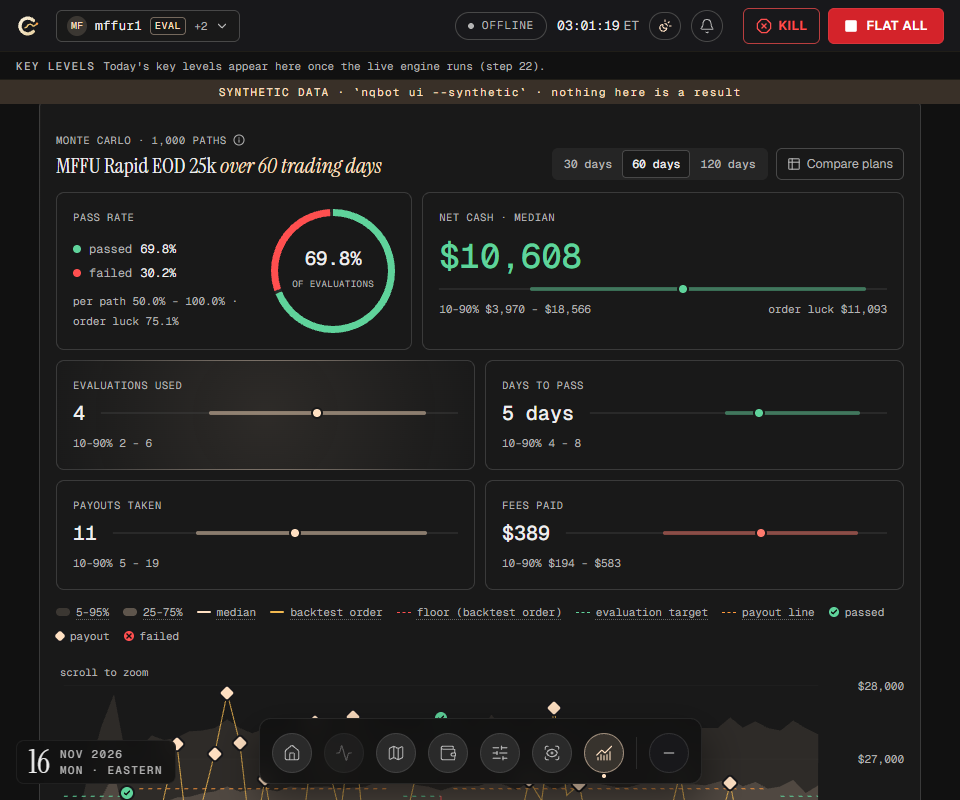 MF mffur1 EVAL +2 OFFLINE 03:01:19 ET KILL FLAT ALL
KEY LEVELS Today's key levels appear here once the live engine runs (step 22).
SYNTHETIC DATA · `nqbot ui --synthetic` · nothing here is a result
MONTE CARLO · 1,000 PATHS
MFFU Rapid EOD 25k over 60 trading days
30 days 60 days 120 days Compare plans
PASS RATE
passed 69.8%
failed 30.2%
per path 50.0% – 100.0% ·
order luck 75.1%
69.8%
OF EVALUATIONS
NET CASH · MEDIAN
$10,608
10–90% $3,970 – $18,566 order luck $11,093
EVALUATIONS USED
4
10–90% 2 – 6
DAYS TO PASS
5 days
10–90% 4 – 8
PAYOUTS TAKEN
11
10–90% 5 – 19
FEES PAID
$389
10–90% $194 – $583
5–95% 25–75% median backtest order floor (backtest order) evaluation target payout line passed
payout failed
scroll to zoom
$28,000
$27,000
16 NOV 2026
MON · EASTERN